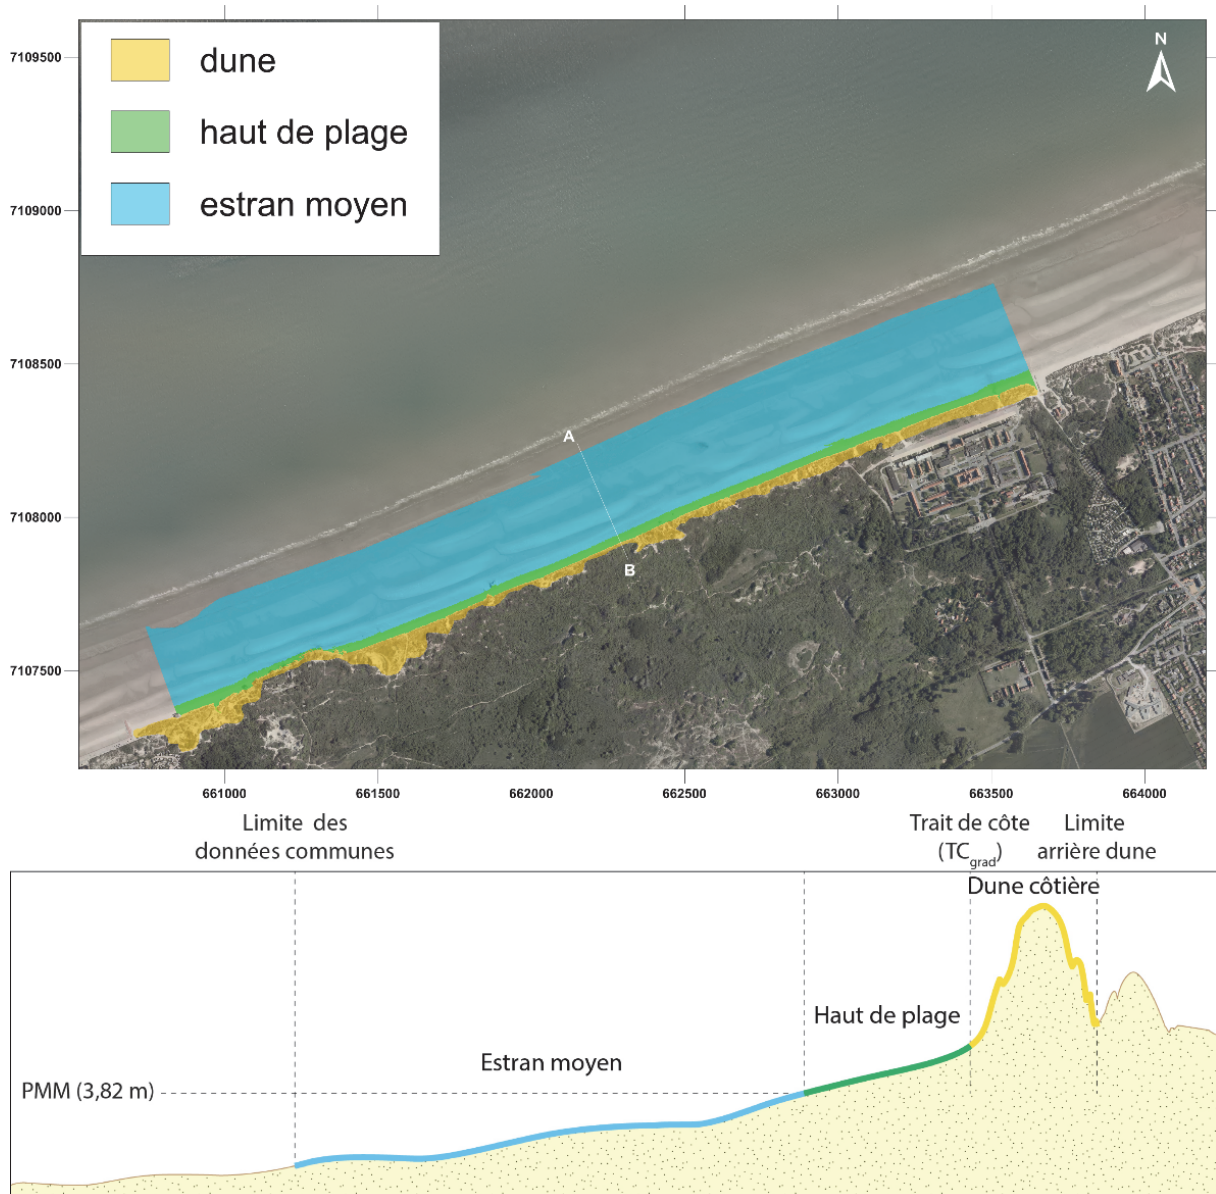 dune
haut de plage
estran moyen
N
7109500
7109000
7108500
7108000
7107500
A
B
661000
661500
662000
662500
663000
663500
664000
Limite des
données communes
Trait de côte
(TCgrad)
Limite
arrière dune
Dune côtière
Haut de plage
Estran moyen
PMM (3,82 m)